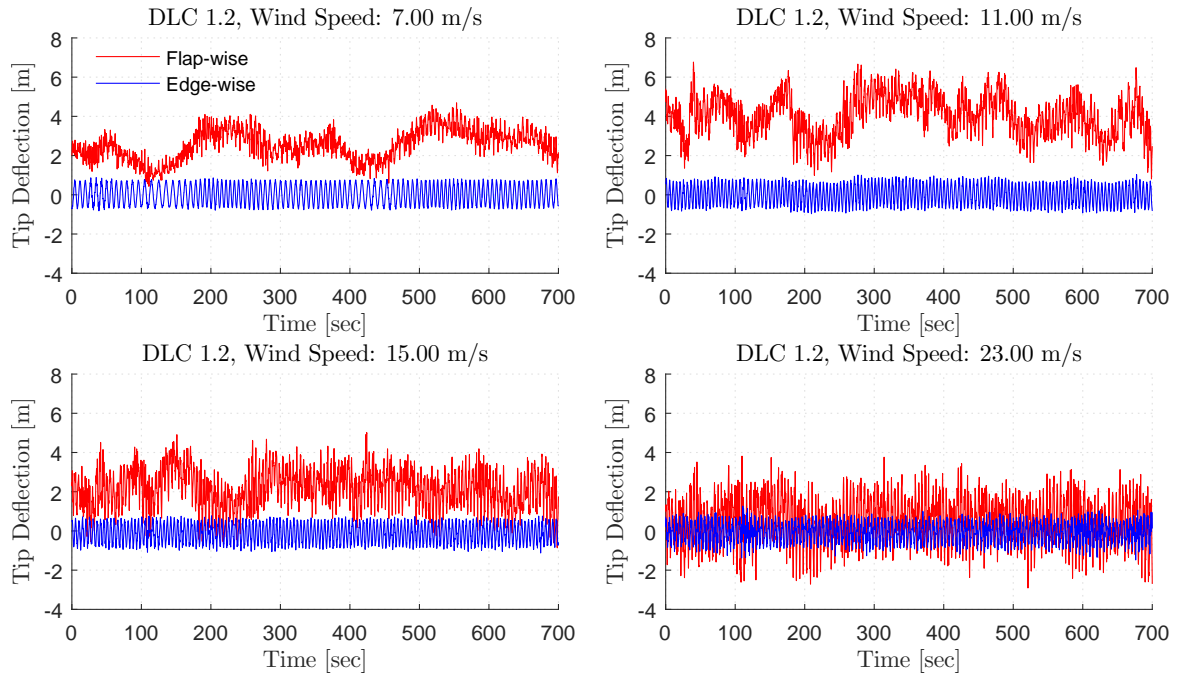 DLC 1.2, Wind Speed: 7.00 m/s
8
6
4
2
0
-2
-4
Tip Deflection [m]
Flap-wise
Edge-wise
0 100 200 300 400 500 600 700
Time [sec]
DLC 1.2, Wind Speed: 11.00 m/s
8
6
4
2
0
-2
-4
Tip Deflection [m]
0 100 200 300 400 500 600 700
Time [sec]
DLC 1.2, Wind Speed: 15.00 m/s
8
6
4
2
0
-2
-4
Tip Deflection [m]
0 100 200 300 400 500 600 700
Time [sec]
DLC 1.2, Wind Speed: 23.00 m/s
8
6
4
2
0
-2
-4
Tip Deflection [m]
0 100 200 300 400 500 600 700
Time [sec]